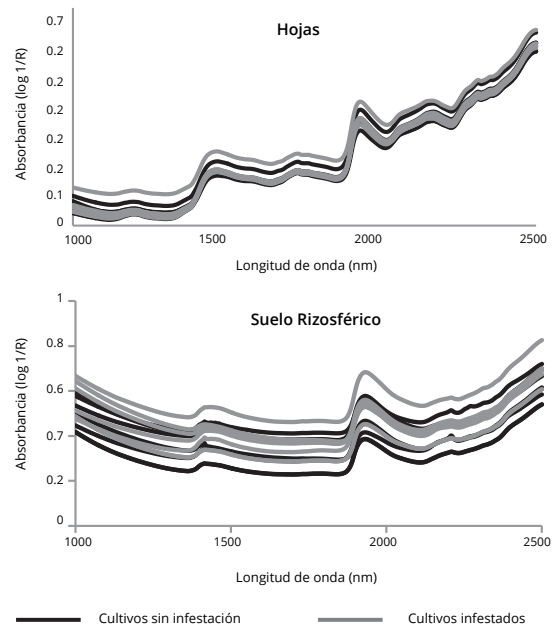 Hojas
Absorbancia (log 1/R)
0.7
0.2
0.2
0.2
0.2
0.2
0.1
0
1000 1500 2000 2500
Longitud de onda (nm)
Suelo Rizosférico
Absorbancia (log 1/R)
1
0.8
0.6
0.7
0.2
0
1000 1500 2000 2500
Longitud de onda (nm)
Cultivos sin infestación Cultivos infestados